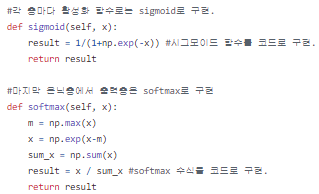 #각 층마다 활성화 함수로는 sigmoid로 구현.
def sigmoid(self, x):
    result = 1/(1+np.exp(-x)) #시그모이드 함수를 코드로 구현.
    return result

#마지막 은닉층에서 출력층은 softmax로 구현
def softmax(self, x):
    m = np.max(x)
    x = np.exp(x-m)
    sum_x = np.sum(x)
    result = x / sum_x #softmax 수식을 코드로 구현.
    return result